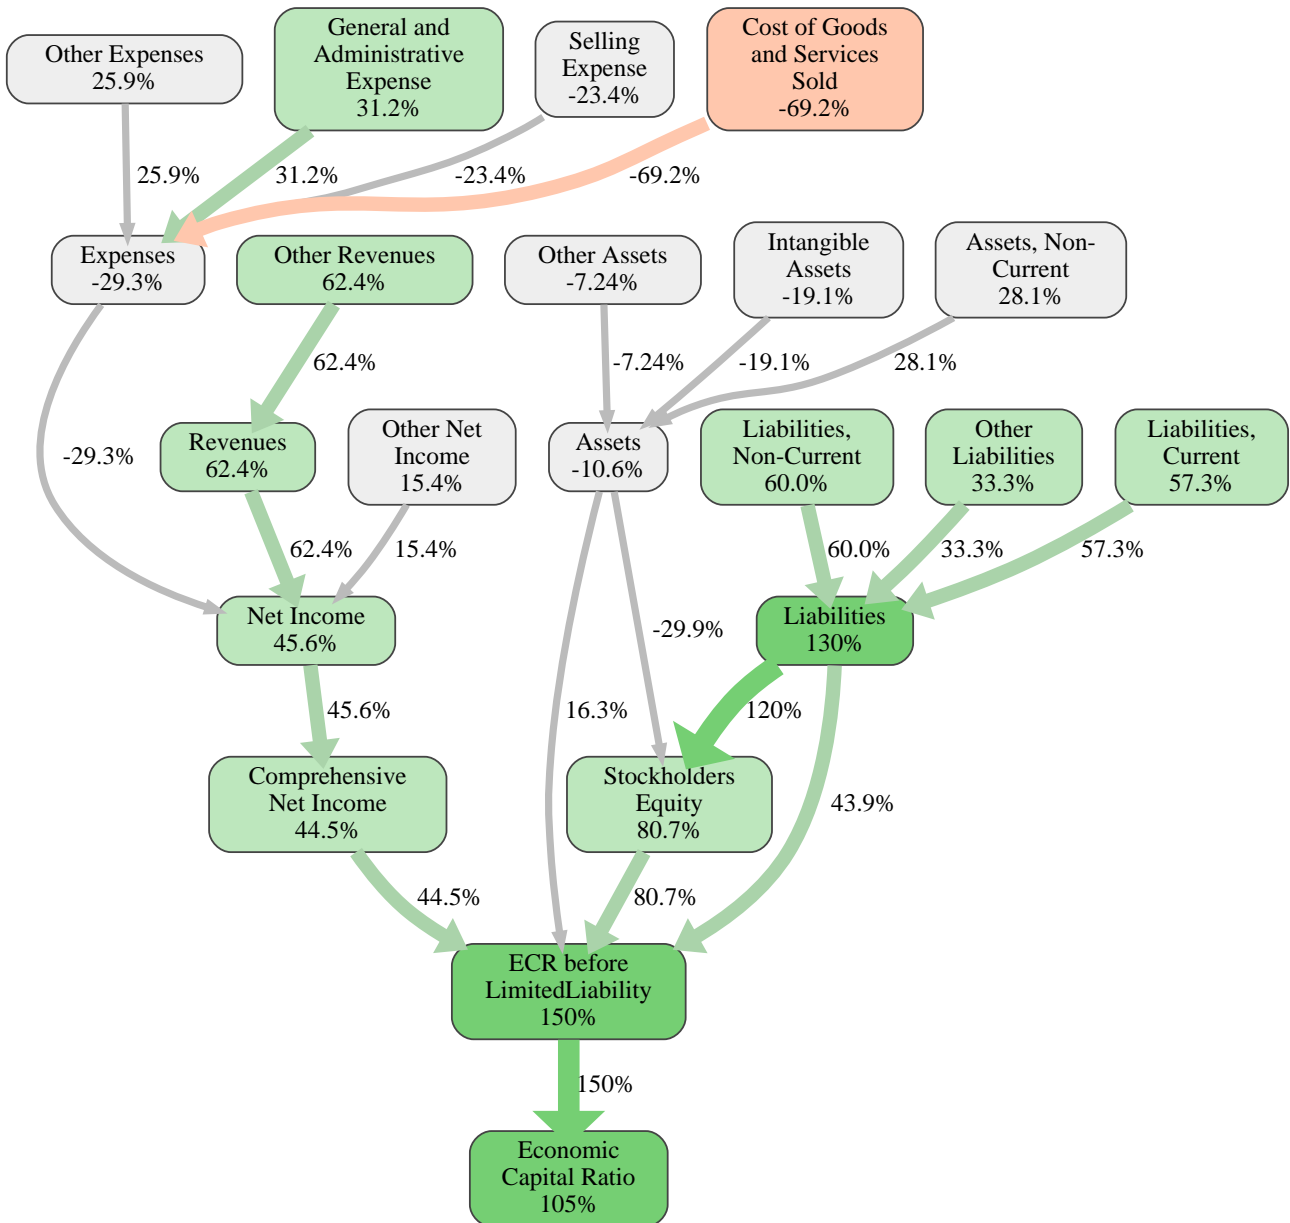 Other Expenses
25.9%
General and
Administrative
Expense
31.2%
Selling
Expense
-23.4%
Cost of Goods
and Services
Sold
-69.2%
25.9%
31.2%
-23.4%
-69.2%
Expenses
-29.3%
Other Revenues
62.4%
Other Assets
-7.24%
Intangible
Assets
-19.1%
Assets, Non-
Current
28.1%
62.4%
-7.24%
-19.1%
28.1%
-29.3%
Revenues
62.4%
Other Net
Income
15.4%
Assets
-10.6%
Liabilities,
Non-Current
60.0%
Other
Liabilities
33.3%
Liabilities,
Current
57.3%
62.4%
15.4%
60.0%
33.3%
57.3%
Net Income
45.6%
-29.9%
Liabilities
130%
45.6%
16.3%
120%
Comprehensive
Net Income
44.5%
Stockholders
Equity
80.7%
43.9%
44.5%
80.7%
ECR before
LimitedLiability
150%
150%
Economic
Capital Ratio
105%